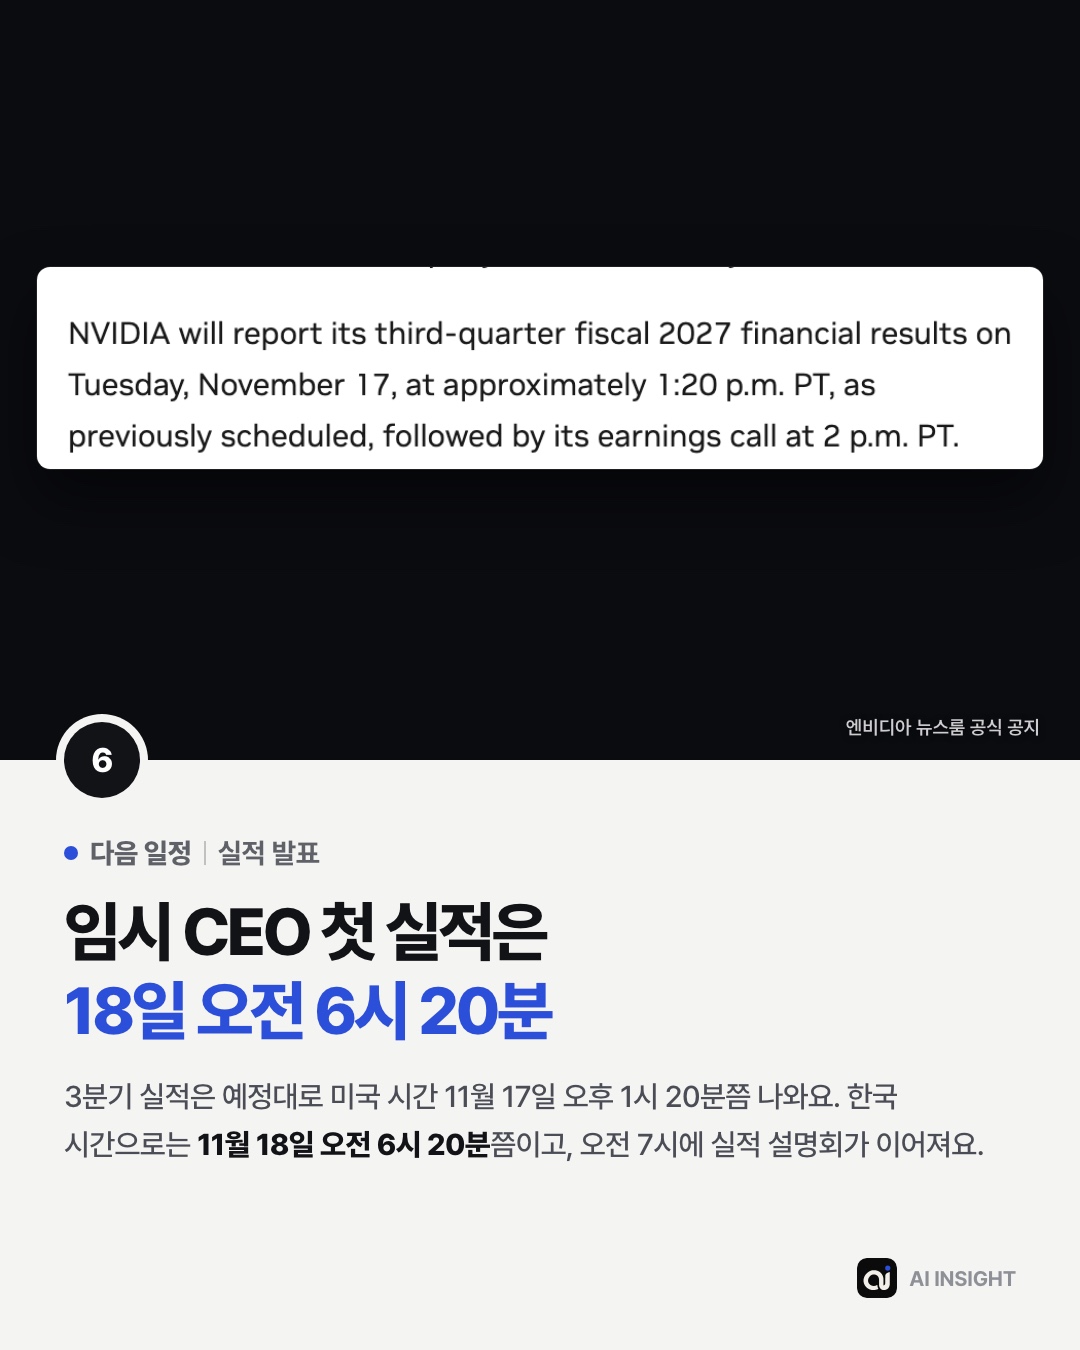 NVIDIA will report its third-quarter fiscal 2027 financial results on
Tuesday, November 17, at approximately 1:20 p.m. PT, as
previously scheduled, followed by its earnings call at 2 p.m. PT.
엔비디아 뉴스룸 공식 공지
6
다음 일정 | 실적 발표
임시 CEO 첫 실적은
18일 오전 6시 20분
3분기 실적은 예정대로 미국 시간 11월 17일 오후 1시 20분쯤 나와요. 한국
시간으로는 11월 18일 오전 6시 20분쯤이고, 오전 7시에 실적 설명회가 이어져요.
ai AI INSIGHT